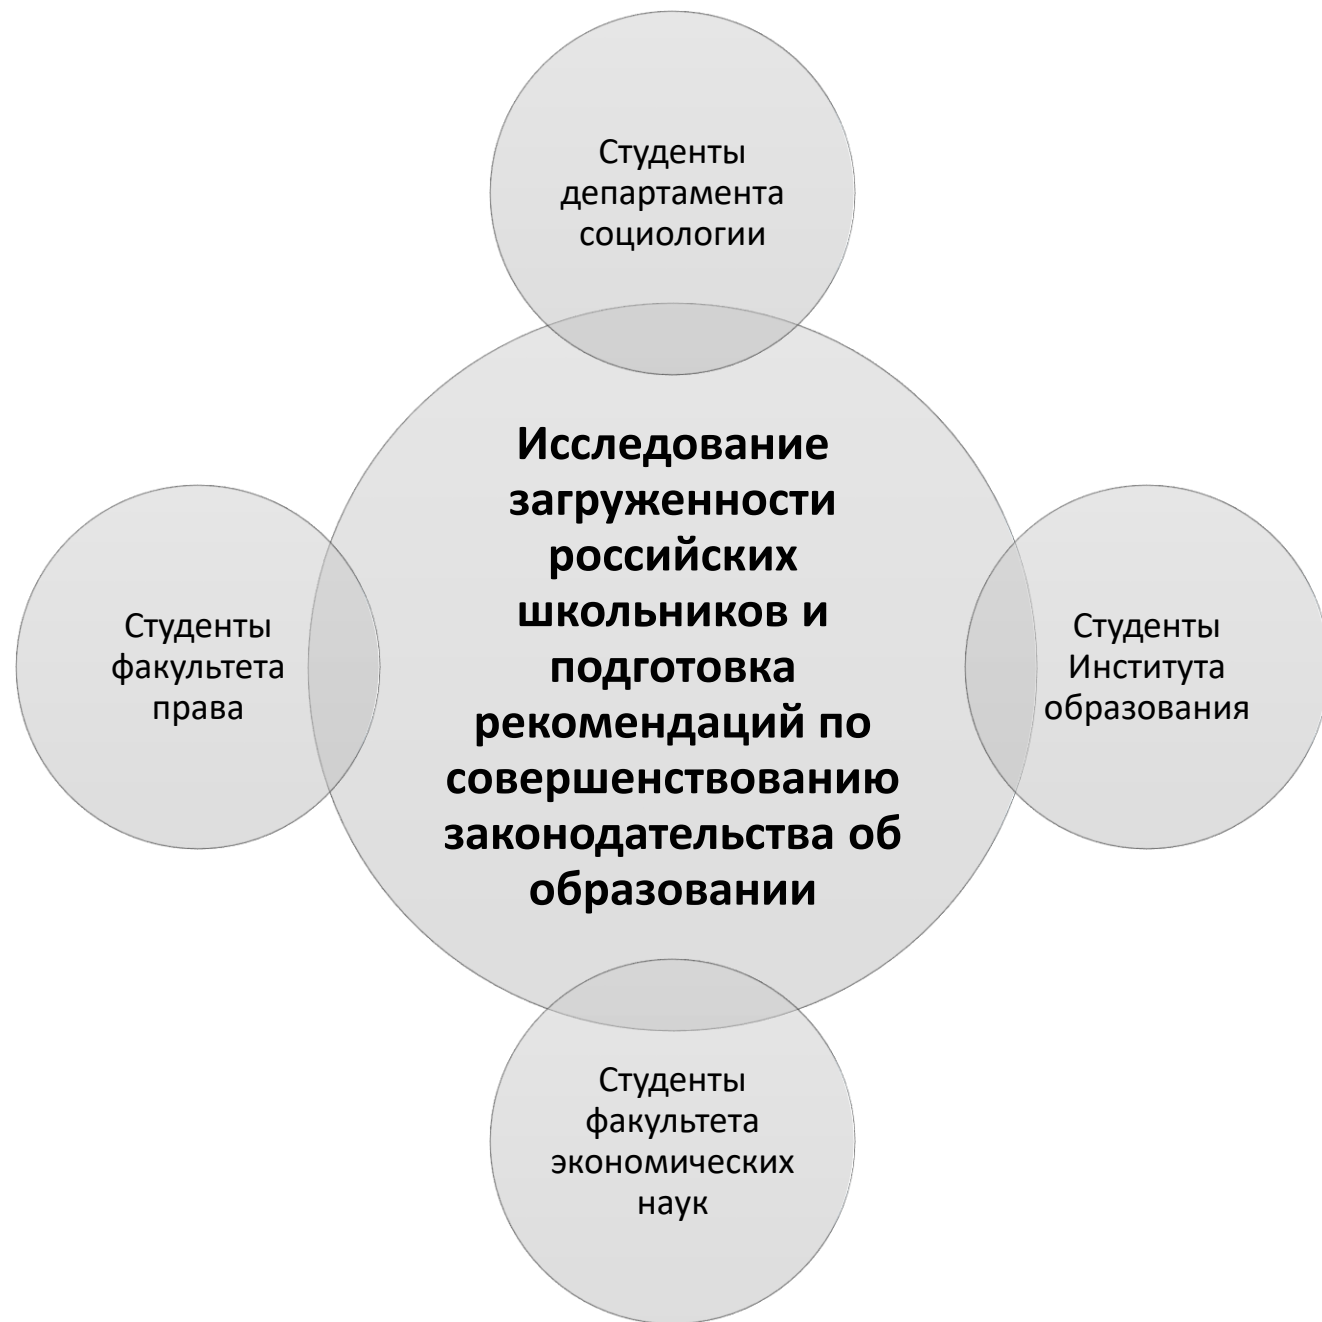 Студенты
департамента
социологии
Исследование
загруженности
российских
школьников и
подготовка
рекомендаций по
совершенствованию
законодательства об
образовании
Студенты
факультета
права
Студенты
Института
образования
Студенты
факультета
экономических
наук